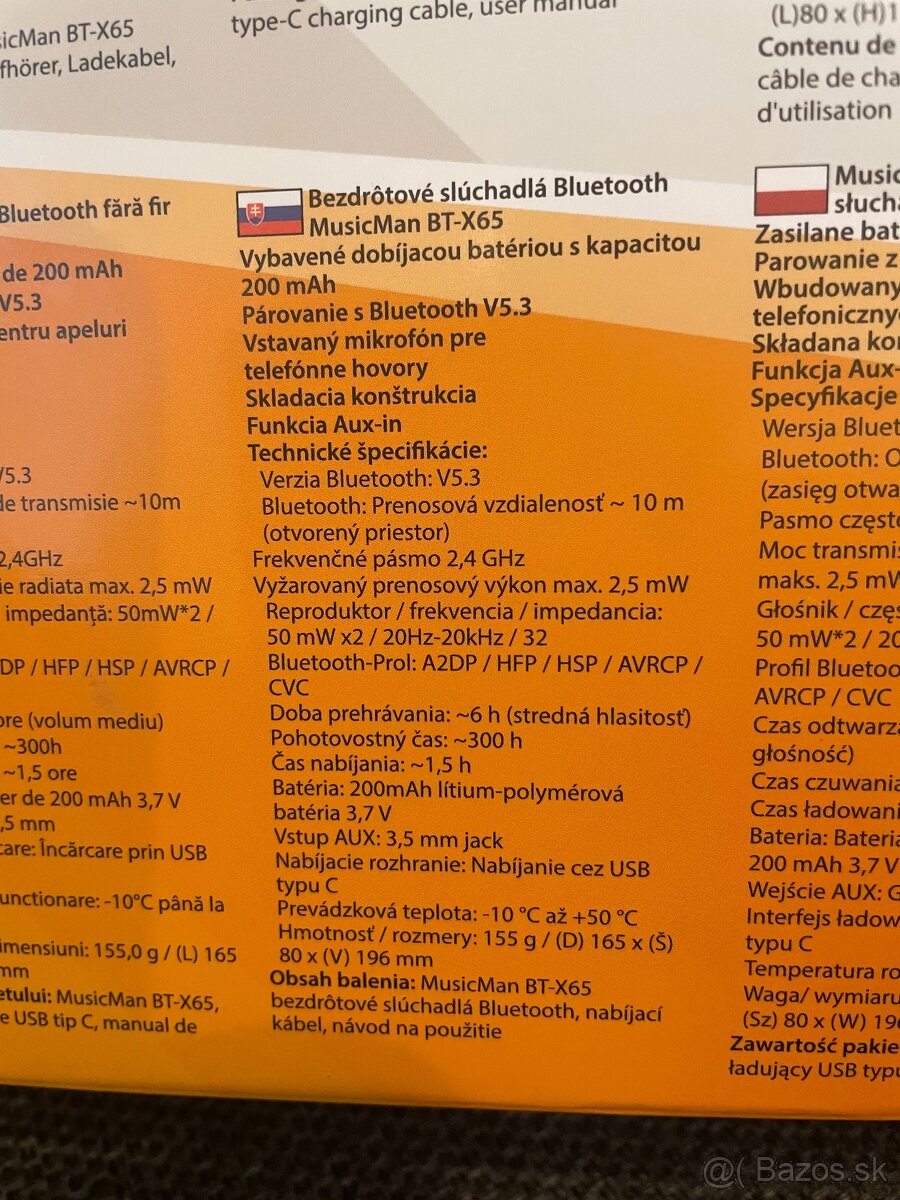 type-C charging cable, user manual
MusicMan BT-X65
Ladekabel,
(L)80 x (H)1
Contenu de
câble de cha
d'utilisation
Bluetooth fără fir
de 200 mAh
V5.3
entru apeluri
V5.3
de transmisie ~10m
2,4GHz
ie radiata max. 2,5 mW
impedanță: 50mW*2 /
DP / HFP / HSP / AVRCP /
ore (volum mediu)
~300h
~1,5 ore
er de 200 mAh 3,7 V
,5 mm
care: Încărcare prin USB
unctionare: -10°C până la
imensiuni: 155,0 g / (L) 165
mm
etului: MusicMan BT-X65,
e USB tip C, manual de
Bezdrôtové slúchadlá Bluetooth
MusicMan BT-X65
Vybavené dobíjacou batériou s kapacitou
200 mAh
Párovanie s Bluetooth V5.3
Vstavaný mikrofón pre
telefónne hovory
Skladacia konštrukcia
Funkcia Aux-in
Technické špecifikácie:
Verzia Bluetooth: V5.3
Bluetooth: Prenosová vzdialenosť ~ 10 m
(otvorený priestor)
Frekvenčné pásmo 2,4 GHz
Vyžarovaný prenosový výkon max. 2,5 mW
Reproduktor / frekvencia / impedancia:
50 mW x2 / 20Hz-20kHz / 32
Bluetooth-Prol: A2DP / HFP / HSP / AVRCP /
CVC
Doba prehrávania: ~6 h (stredná hlasitosť)
Pohotovostný čas: ~300 h
Čas nabíjania: ~1,5 h
Batéria: 200mAh lítium-polymérová
batéria 3,7 V
Vstup AUX: 3,5 mm jack
Nabíjacie rozhranie: Nabíjanie cez USB
typu C
Prevádzková teplota: -10 °C až +50 °C
Hmotnosť / rozmery: 155 g / (D) 165 x (Š)
80 x (V) 196 mm
Obsah balenia: MusicMan BT-X65
bezdrôtové slúchadlá Bluetooth, nabíjací
kábel, návod na použitie
Music
słucha
Zasilane bat
Parowanie z
Wbudowany
telefoniczny
Składana kon
Funkcja Aux-
Specyfikacje
Wersja Bluet
Bluetooth: O
(zasięg otwa
Pasmo często
Moc transmis
maks. 2,5 mW
Głośnik / częs
50 mW*2 / 20
Profil Bluetoo
AVRCP / CVC
Czas odtwarza
głośność)
Czas czuwania
Czas ładowani
Bateria: Bateria
200 mAh 3,7 V
Wejście AUX: G
Interfejs ładow
typu C
Temperatura ro
Waga/ wymiaru
(Sz) 80 x (W) 196
Zawartość pakie
ładujący USB typu
@( Bazos.sk